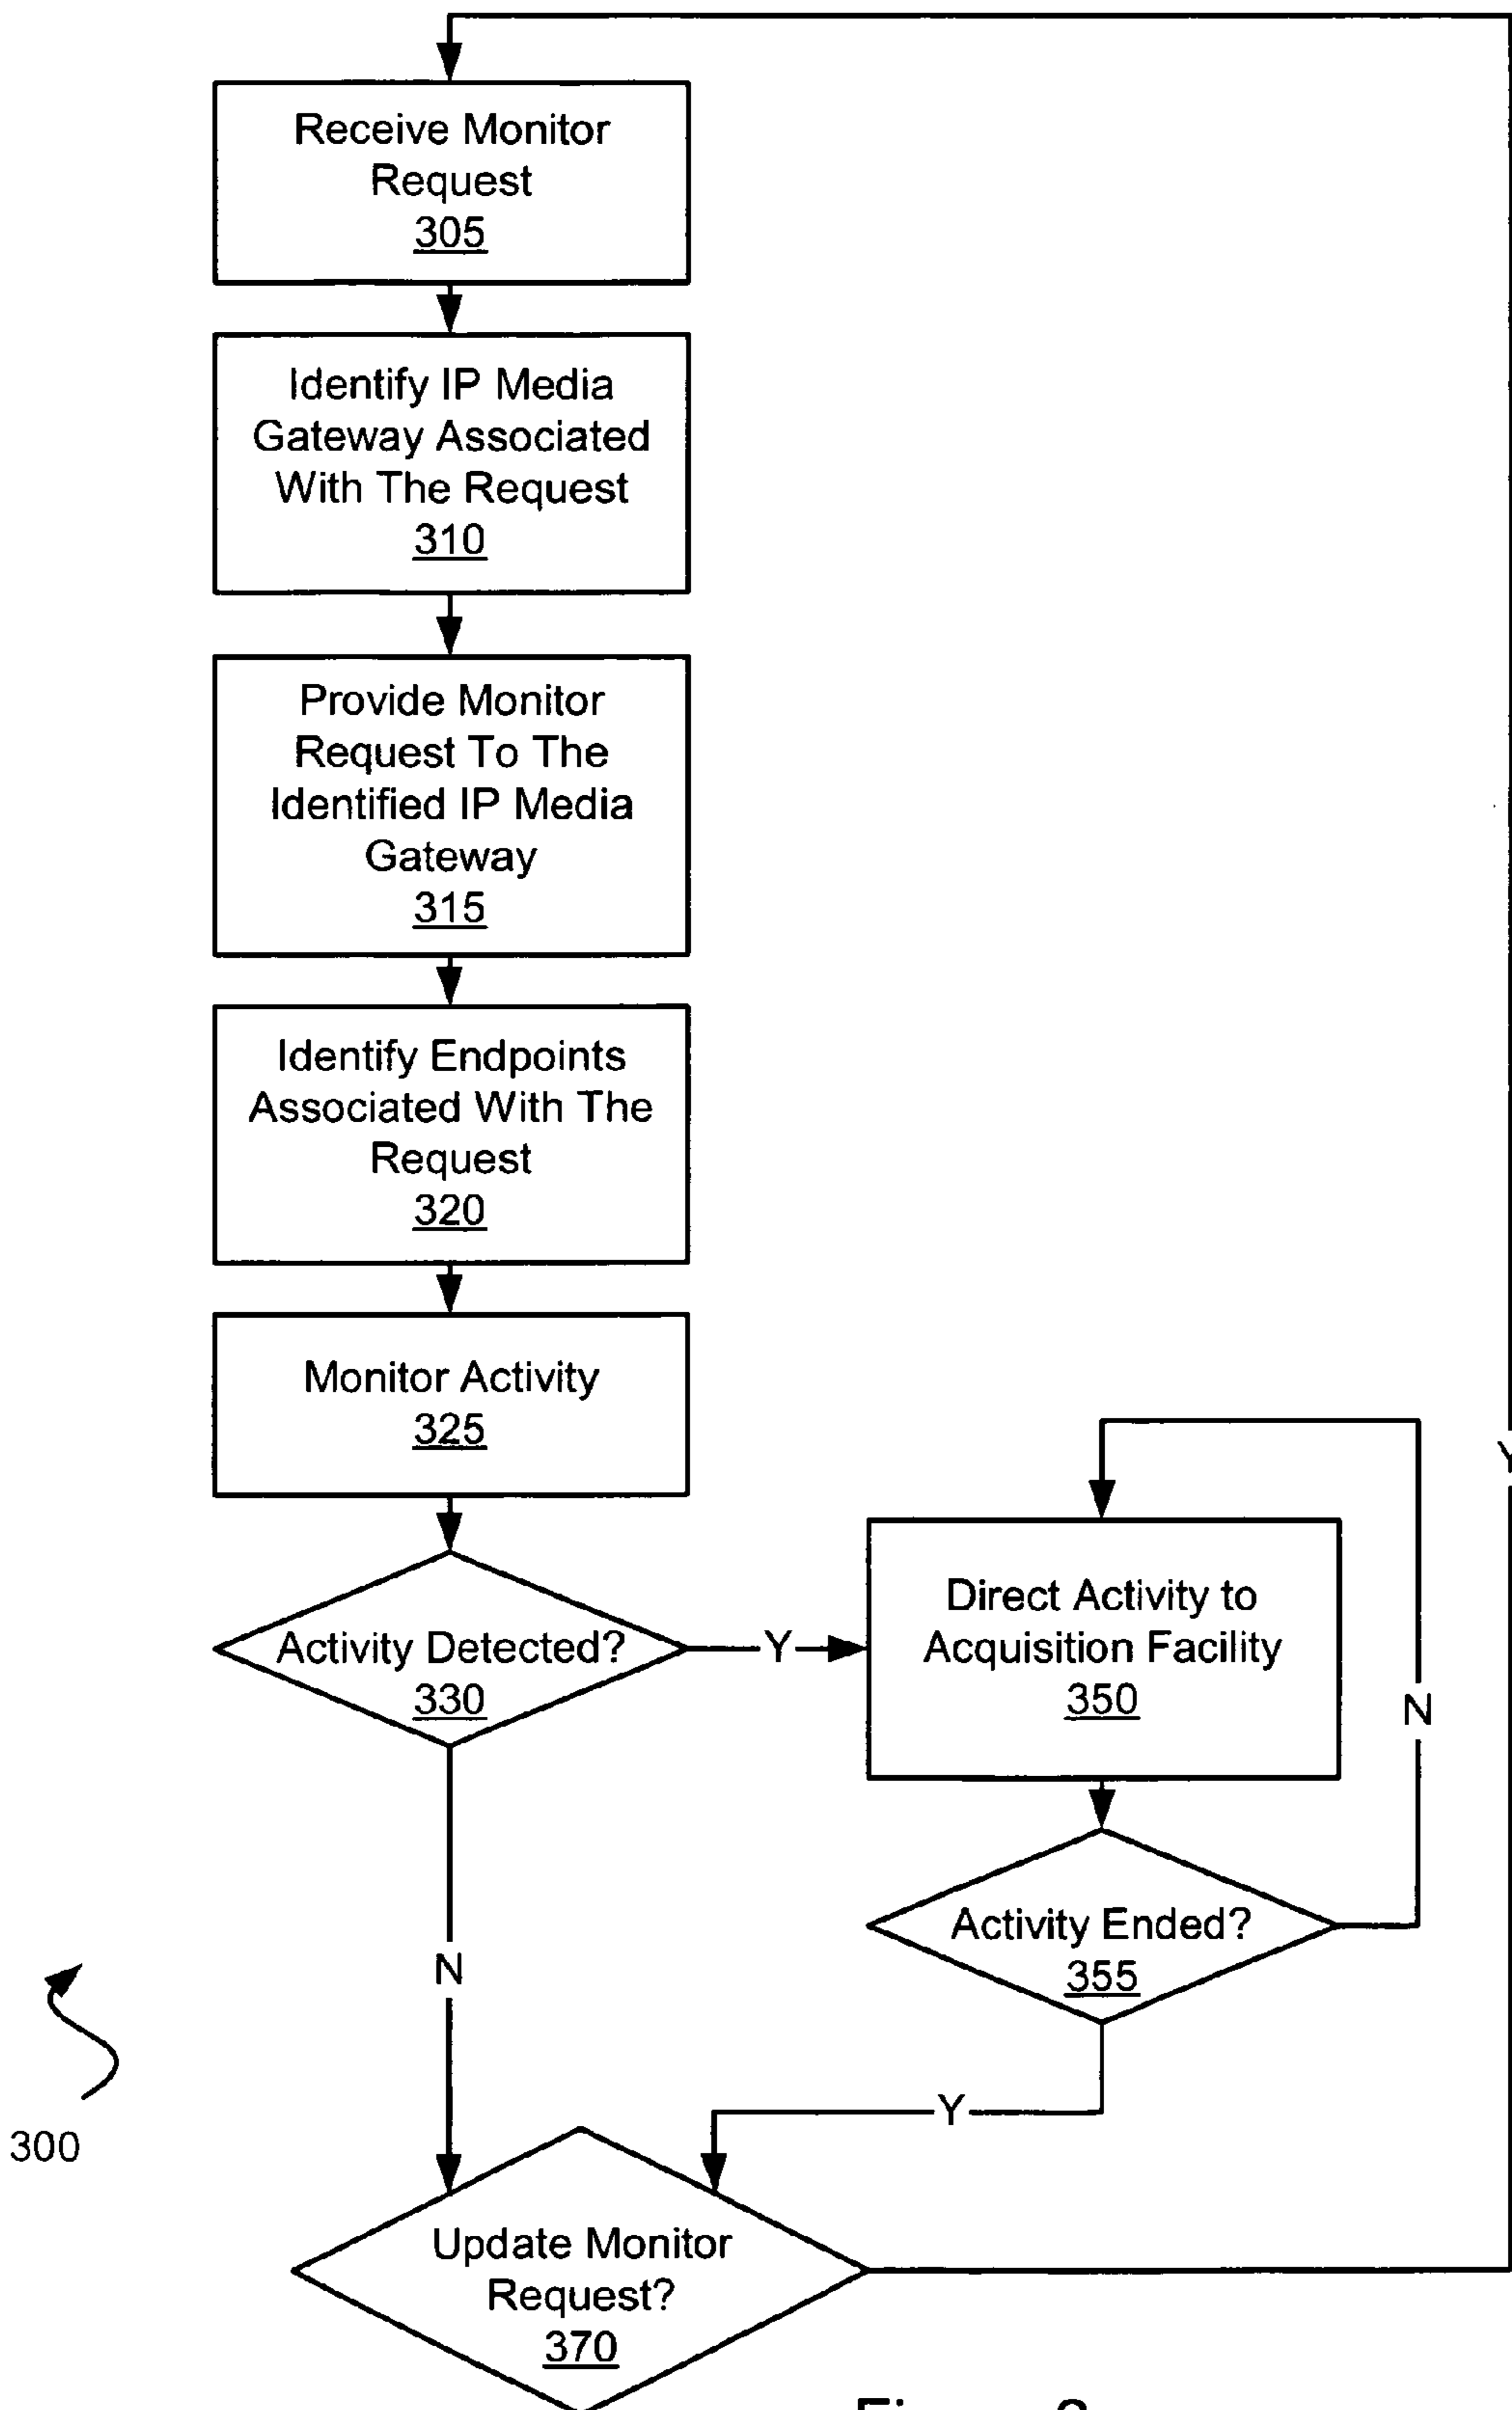 Receive Monitor
Request
305
Identify IP Media
Gateway Associated
With The Request
310
Provide Monitor
Request To The
Identified IP Media
Gateway
315
Identify Endpoints
Associated With The
Request
320
Monitor Activity
325
Activity Detected?
330
Y
Direct Activity to
Acquisition Facility
350
N
Y
Activity Ended?
355
N
Y
300
Update Monitor
Request?
370